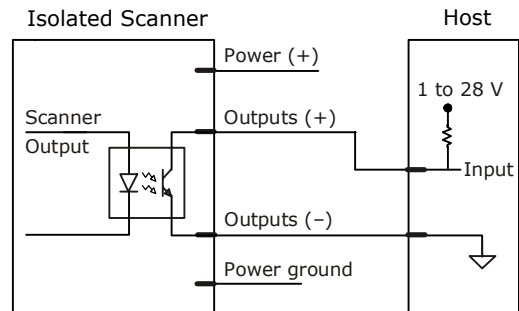 Isolated Scanner
Host
Power (+)
1 to 28 V
Scanner
Output
Outputs (+)
Input
Outputs (–)
Power ground